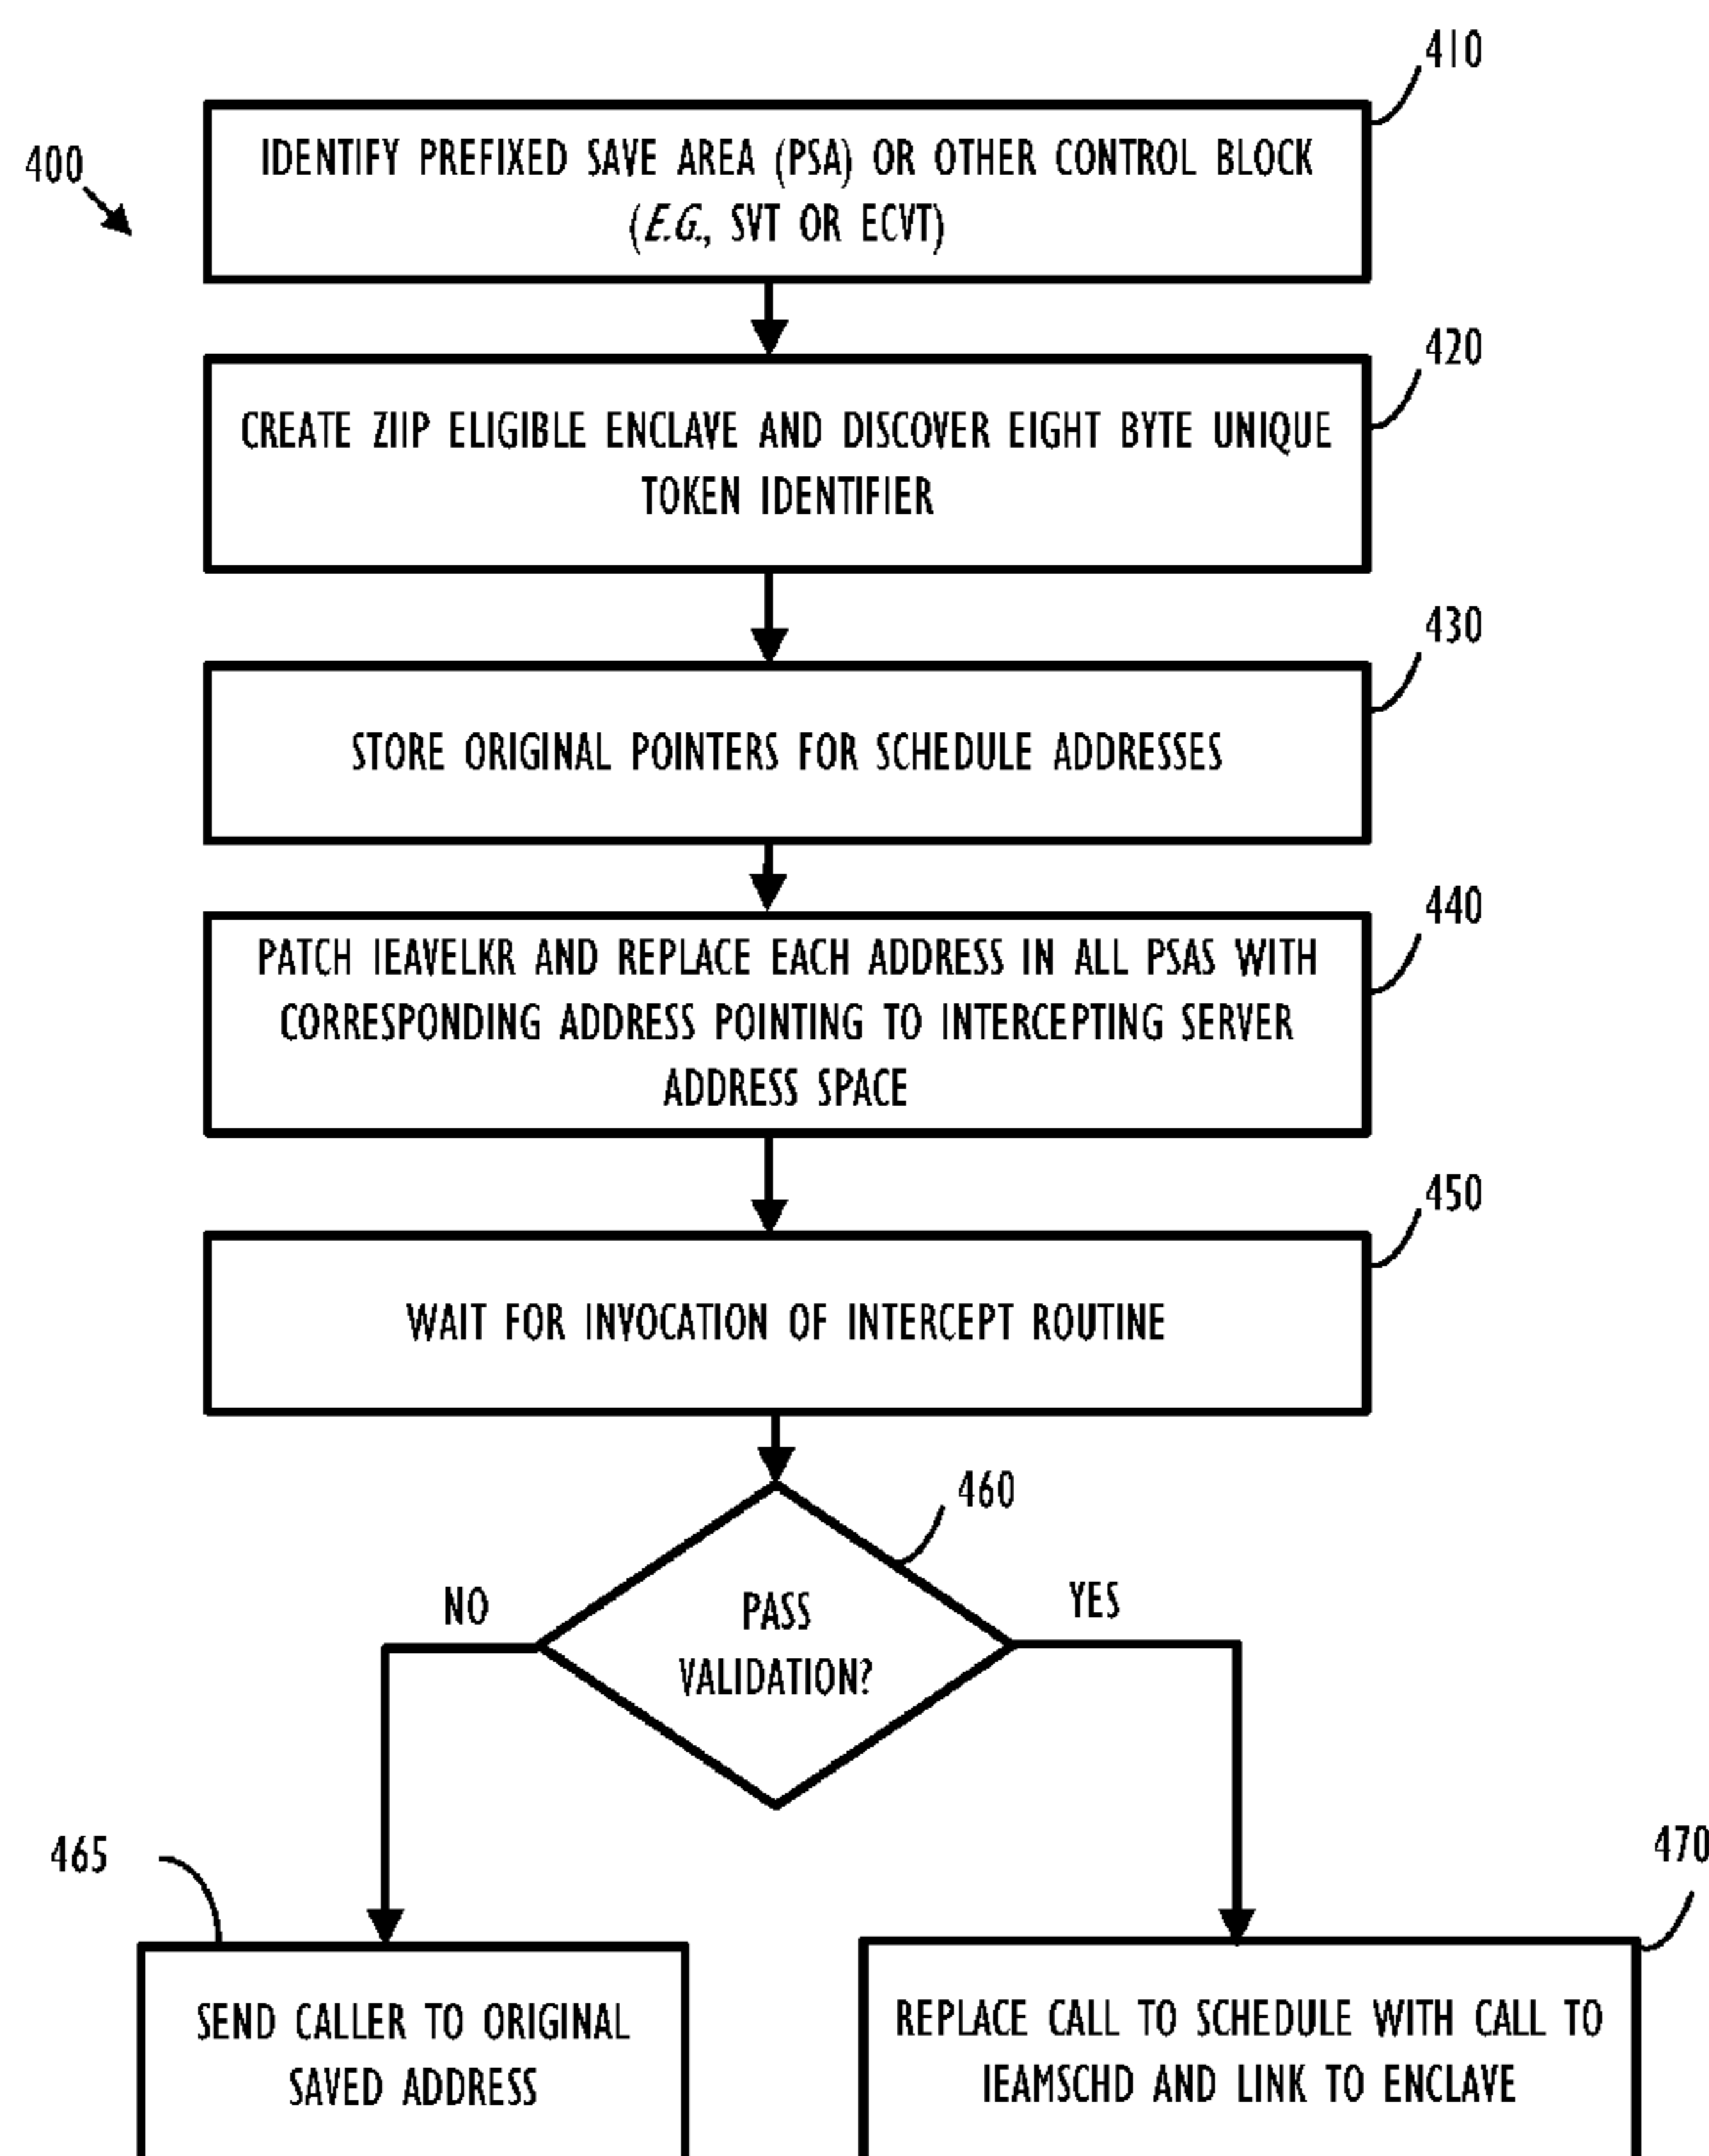 410
400
IDENTIFY PREFIXED SAVE AREA (PSA) OR OTHER CONTROL BLOCK
(E.G., SVT OR ECVT)
420
CREATE ZIIP ELIGIBLE ENCLAVE AND DISCOVER EIGHT BYTE UNIQUE
TOKEN IDENTIFIER
430
STORE ORIGINAL POINTERS FOR SCHEDULE ADDRESSES
440
PATCH IEAVELKR AND REPLACE EACH ADDRESS IN ALL PSAS WITH
CORRESPONDING ADDRESS POINTING TO INTERCEPTING SERVER
ADDRESS SPACE
450
WAIT FOR INVOCATION OF INTERCEPT ROUTINE
460
NO
YES
PASS
VALIDATION?
465
470
SEND CALLER TO ORIGINAL
SAVED ADDRESS
REPLACE CALL TO SCHEDULE WITH CALL TO
IEAMSCHD AND LINK TO ENCLAVE